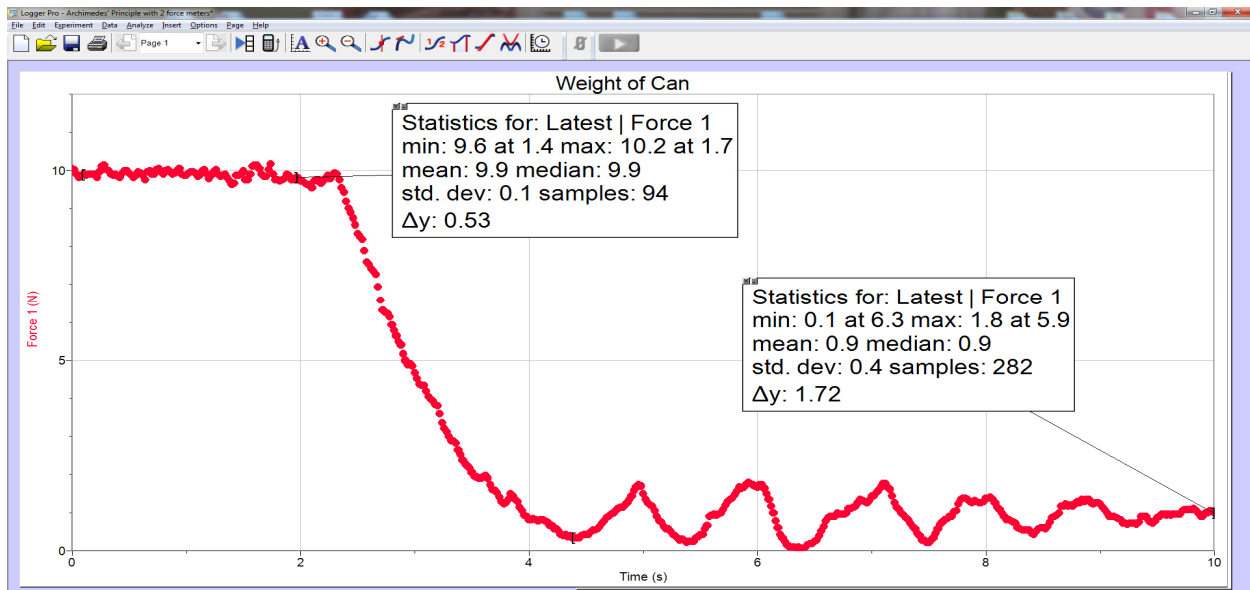 Logger Pro - Archimedes' Principle with 2 force meters*
File Edit Experiment Data Analyze Insert Options Page Help
Page 1
Weight of Can
Statistics for: Latest | Force 1
min: 9.6 at 1.4 max: 10.2 at 1.7
mean: 9.9 median: 9.9
std. dev: 0.1 samples: 94
Δy: 0.53
Statistics for: Latest | Force 1
min: 0.1 at 6.3 max: 1.8 at 5.9
mean: 0.9 median: 0.9
std. dev: 0.4 samples: 282
Δy: 1.72
Force 1 (N)
10
5
0
0 2 4 6 8 10
Time (s)